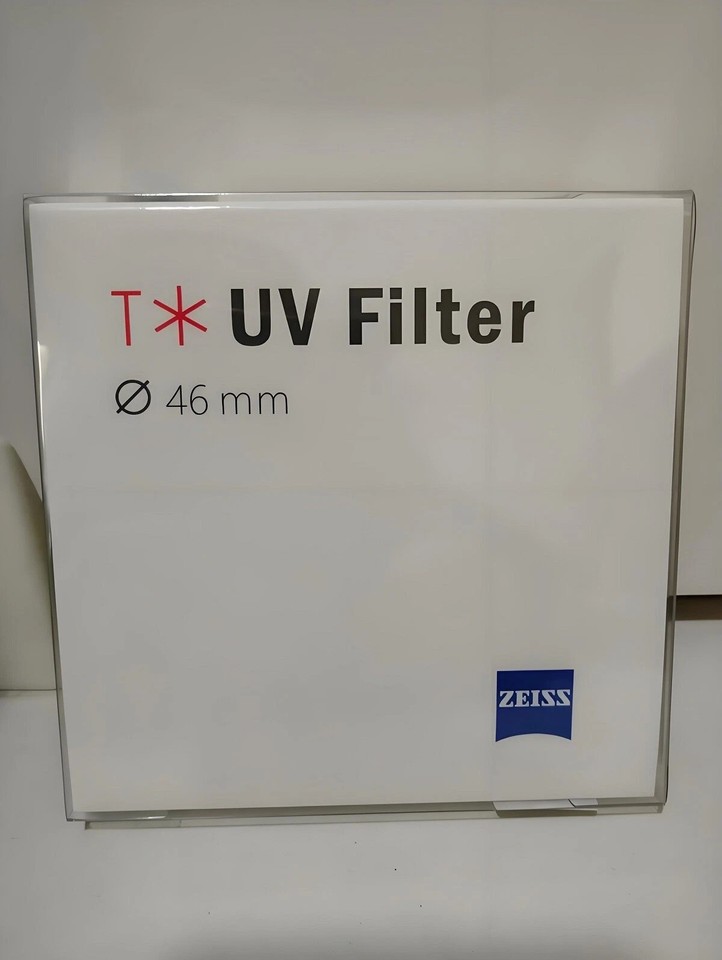 T* UV Filter
Ø 46 mm
ZEISS